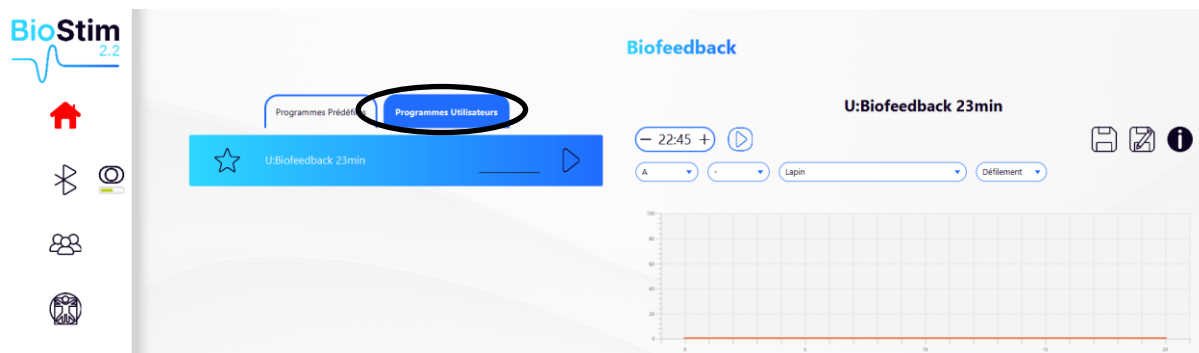 BioStim
2.2
Biofeedback
Programmes Prédéfinis
Programmes Utilisateurs
U:Biofeedback 23min
U:Biofeedback 23min
− 22:45 +
A
-
Lapin
Défilement
100
80
60
40
20
0
0 5 10 15 20